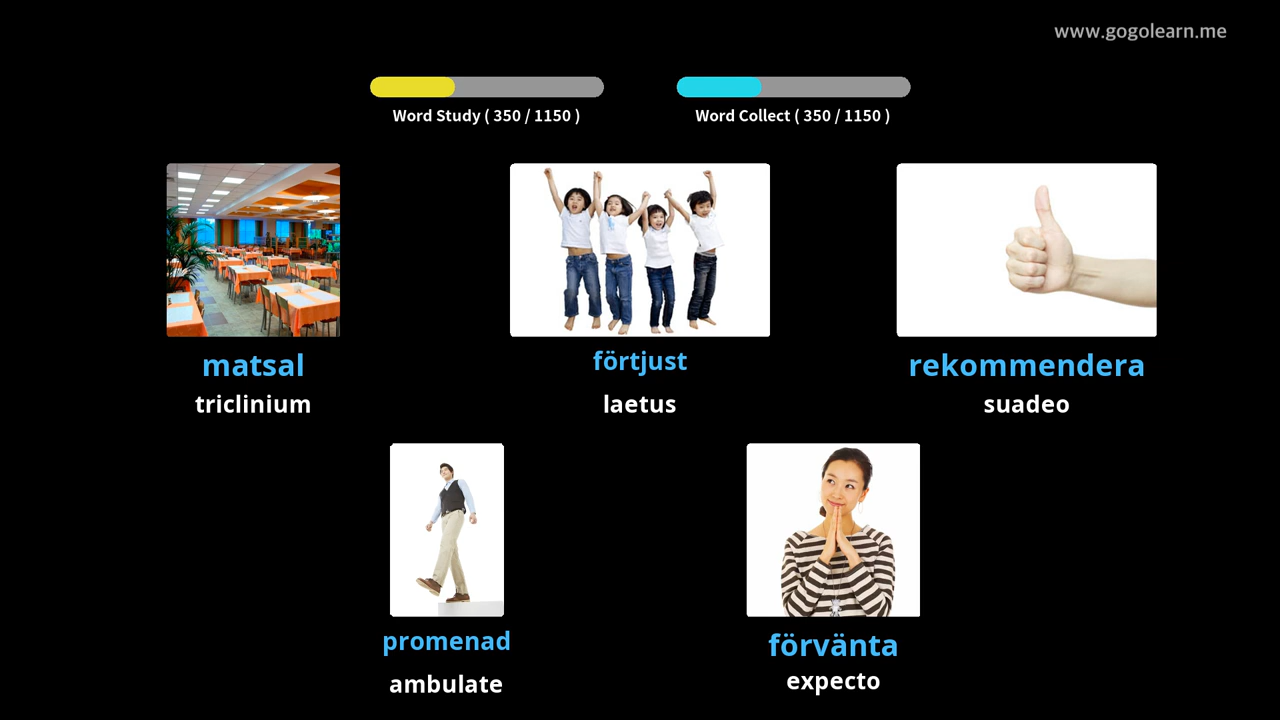 www.gogolearn.me
Word Study ( 350 / 1150 )
Word Collect ( 350 / 1150 )
matsal
triclinium
förtjust
laetus
rekommendera
suadeo
promenad
ambulate
förvänta
expecto